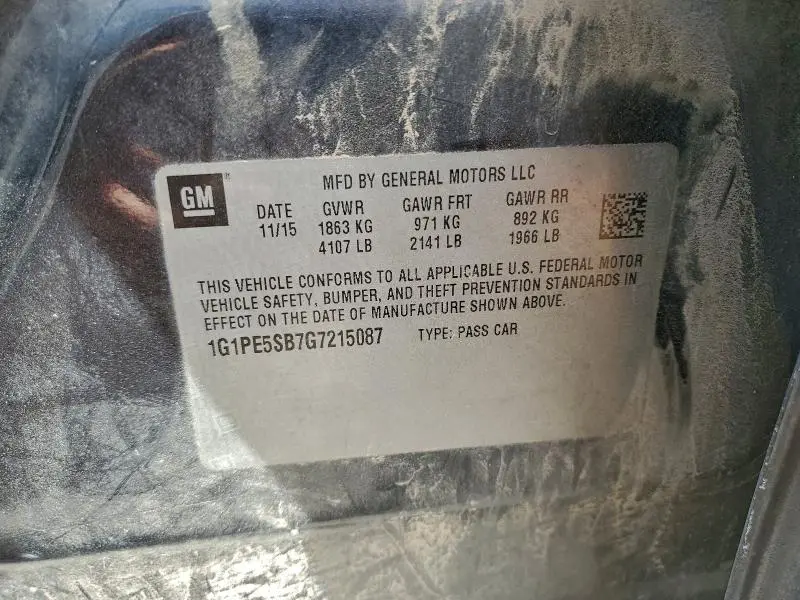 GM
MFD BY GENERAL MOTORS LLC
DATE GVWR GAWR FRT GAWR RR
11/15 1863 KG 971 KG 892 KG
4107 LB 2141 LB 1966 LB
THIS VEHICLE CONFORMS TO ALL APPLICABLE U.S. FEDERAL MOTOR
VEHICLE SAFETY, BUMPER, AND THEFT PREVENTION STANDARDS IN
EFFECT ON THE DATE OF MANUFACTURE SHOWN ABOVE.
1G1PE5SB7G7215087 TYPE: PASS CAR